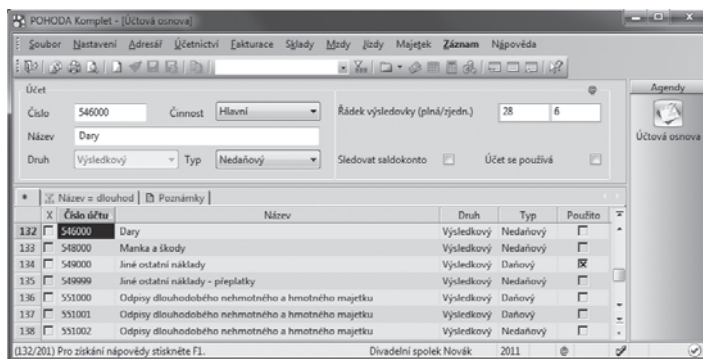 POHODA Komplet - [Účtová osnova]
Soubor Nastavení Adresář Účetnictví Fakturace Sklady Mzdy Jízdy Majetek Záznam Nápověda
Účet
Agendy
Číslo 546000 Činnost Hlavní Řádek výsledovky (plná/zjedn.) 28 6
Účtová osnova
Název Dary
Druh Výsledkový Typ Nedaňový Sledovat saldokonto Účet se používá
* Název = dlouhod Poznámky
X Číslo účtu Název Druh Typ Použito
132 546000 Dary Výsledkový Nedaňový
133 548000 Manka a škody Výsledkový Nedaňový
134 549000 Jiné ostatní náklady Výsledkový Daňový
135 549999 Jiné ostatní náklady - přeplatky Výsledkový Nedaňový
136 551000 Odpisy dlouhodobého nehmotného a hmotného majetku Výsledkový Daňový
137 551001 Odpisy dlouhodobého nehmotného a hmotného majetku Výsledkový Daňový
138 551002 Odpisy dlouhodobého nehmotného a hmotného majetku Výsledkový Nedaňový
(132/201) Pro získání nápovědy stiskněte F1. Divadelní spolek Novák 2011 @